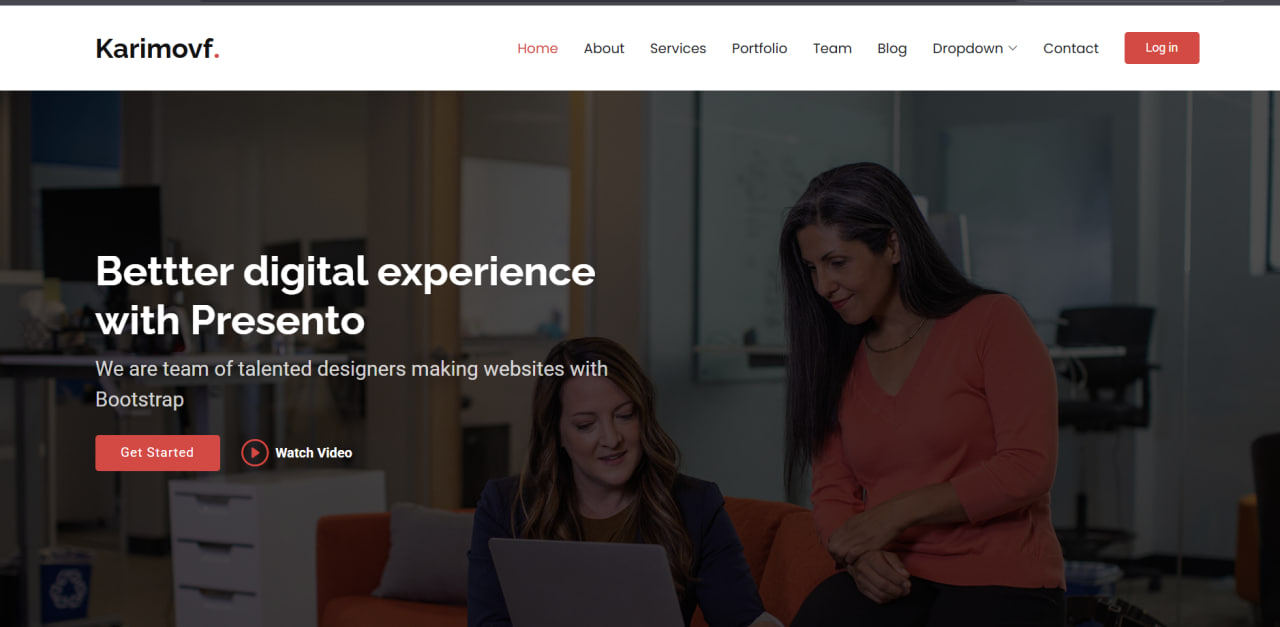 Karimovf.
Home About Services Portfolio Team Blog Dropdown Contact Log in
Bettter digital experience
with Presento
We are team of talented designers making websites with
Bootstrap
Get Started Watch Video